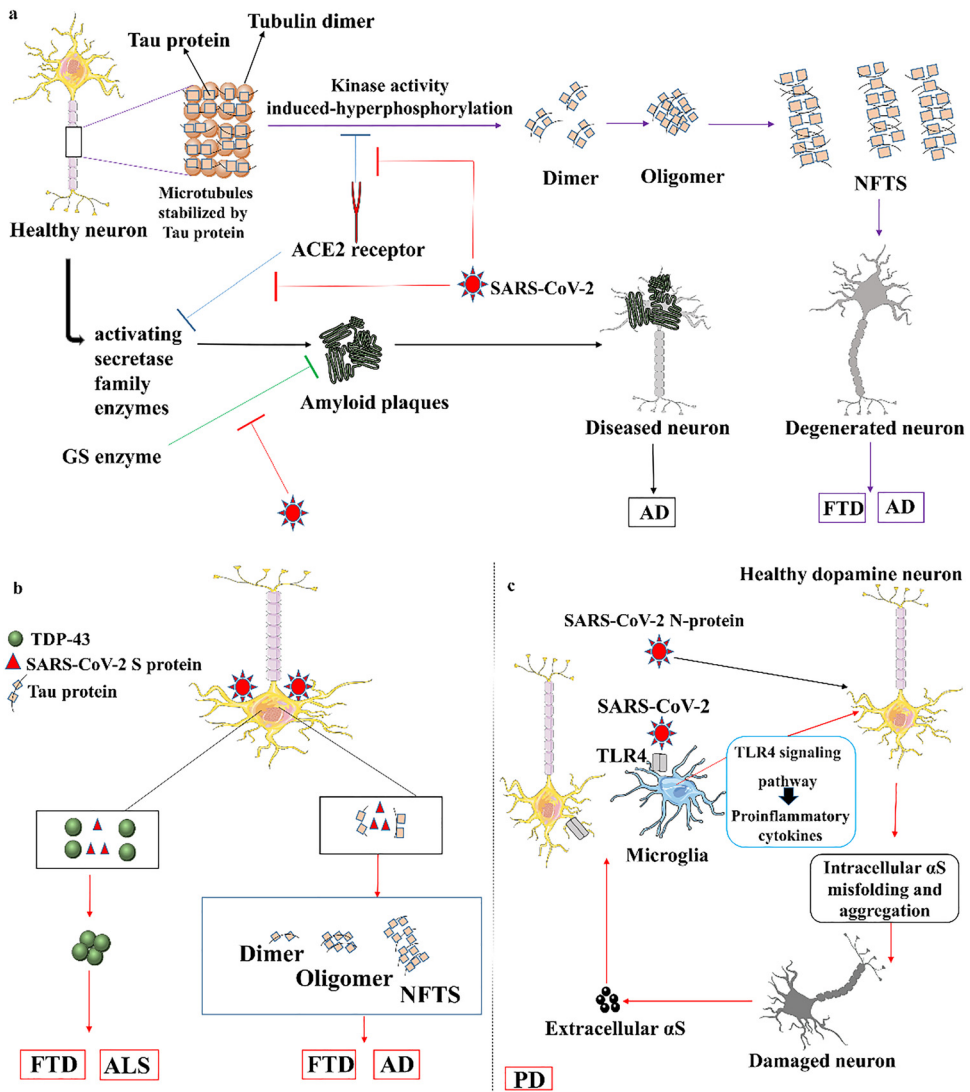 a
Tubulin dimer
Tau protein
Kinase activity
induced-hyperphosphorylation
Dimer
Oligomer
NFTS
Microtubules
stabilized by
Tau protein
Healthy neuron
ACE2 receptor
SARS-CoV-2
activating
secretase
family
enzymes
Amyloid plaques
GS enzyme
Diseased neuron
Degenerated neuron
AD
FTD
AD
b
TDP-43
SARS-CoV-2 S protein
Tau protein
Dimer
Oligomer
NFTS
FTD
ALS
FTD
AD
c
Healthy dopamine neuron
SARS-CoV-2 N-protein
SARS-CoV-2
TLR4
TLR4 signaling
pathway
Proinflammatory
cytokines
Microglia
Intracellular αS
misfolding and
aggregation
Extracellular αS
Damaged neuron
PD